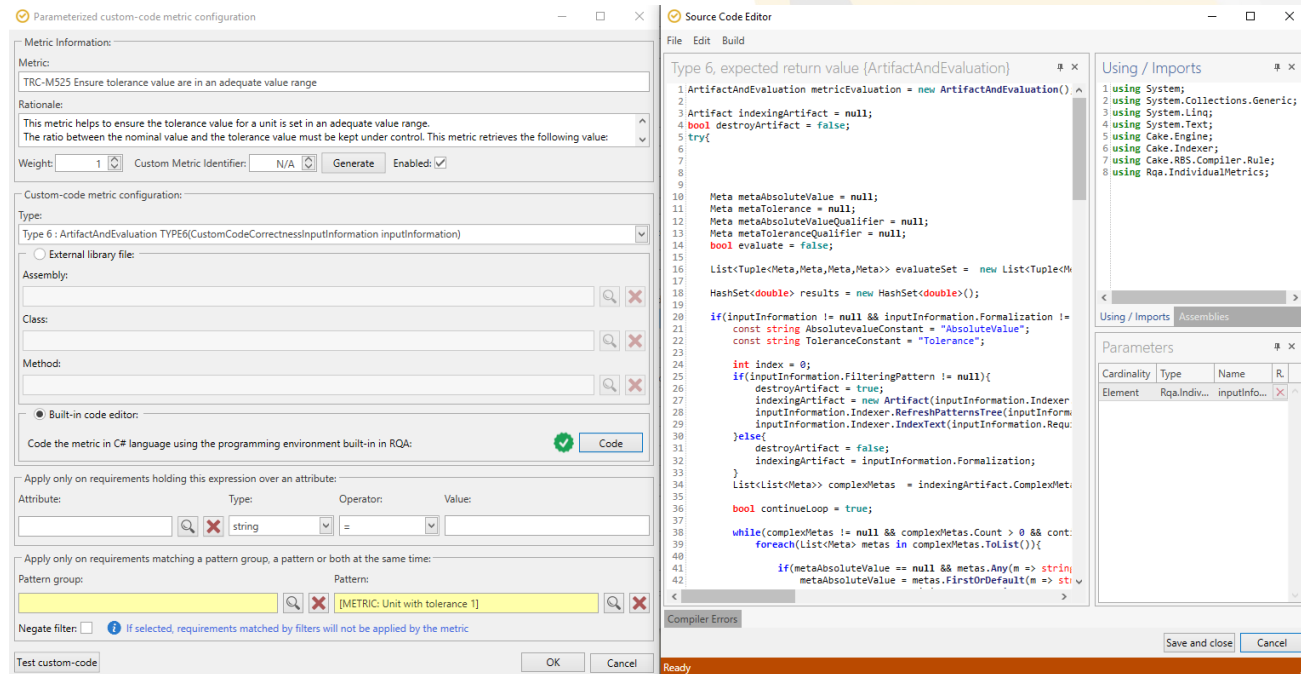 Parameterized custom-code metric configuration
Metric Information:
Metric:
TRC-M525 Ensure tolerance value are in an adequate value range
Rationale:
This metric helps to ensure the tolerance value for a unit is set in an adequate value range.
The ratio between the nominal value and the tolerance value must be kept under control. This metric retrieves the following value:
Weight: 1 Custom Metric Identifier: N/A Generate Enabled:
Custom-code metric configuration:
Type:
Type 6 : ArtifactAndEvaluation TYPE6(CustomCodeCorrectnessInputInformation inputInformation)
External library file:
Assembly:
Class:
Method:
Built-in code editor:
Code the metric in C# language using the programming environment built-in in RQA: Code
Apply only on requirements holding this expression over an attribute:
Attribute: Type: Operator: Value:
string =
Apply only on requirements matching a pattern group, a pattern or both at the same time:
Pattern group: Pattern:
[METRIC: Unit with tolerance 1]
Negate filter: If selected, requirements matched by filters will not be applied by the metric
Test custom-code OK Cancel
Source Code Editor
File Edit Build
Type 6, expected return value {ArtifactAndEvaluation}
1 ArtifactAndEvaluation metricEvaluation = new ArtifactAndEvaluation()
2
3 Artifact indexingArtifact = null;
4 bool destroyArtifact = false;
5 try{
6
7
8
9
10 Meta metaAbsoluteValue = null;
11 Meta metaTolerance = null;
12 Meta metaAbsoluteValueQualifier = null;
13 Meta metaToleranceQualifier = null;
14 bool evaluate = false;
15
16 List<Tuple<Meta,Meta,Meta,Meta>> evaluateSet = new List<Tuple<Me
17
18 HashSet<double> results = new HashSet<double>();
19
20 if(inputInformation != null && inputInformation.Formalization !=
21 const string AbsolutevalueConstant = "AbsoluteValue";
22 const string ToleranceConstant = "Tolerance";
23
24 int index = 0;
25 if(inputInformation.FilteringPattern != null){
26 destroyArtifact = true;
27 indexingArtifact = new Artifact(inputInformation.Indexer
28 inputInformation.Indexer.RefreshPatternsTree(inputInforma
29 inputInformation.Indexer.IndexText(inputInformation.Requi
30 }else{
31 destroyArtifact = false;
32 indexingArtifact = inputInformation.Formalization;
33 }
34 List<List<Meta>> complexMetas = indexingArtifact.ComplexMeta
35
36 bool continueLoop = true;
37
38 while(complexMetas != null && complexMetas.Count > 0 && conti
39 foreach(List<Meta> metas in complexMetas.ToList()){
40
41 if(metaAbsoluteValue == null && metas.Any(m => string
42 metaAbsoluteValue = metas.FirstOrDefault(m => str
Compiler Errors
Using / Imports
1 using System;
2 using System.Collections.Generic;
3 using System.Linq;
4 using System.Text;
5 using Cake.Engine;
6 using Cake.Indexer;
7 using Cake.RBS.Compiler.Rule;
8 using Rqa.IndividualMetrics;
Using / Imports Assemblies
Parameters
Cardinality Type Name R.
Element Rqa.Indiv... inputInfo...
Save and close Cancel
Ready